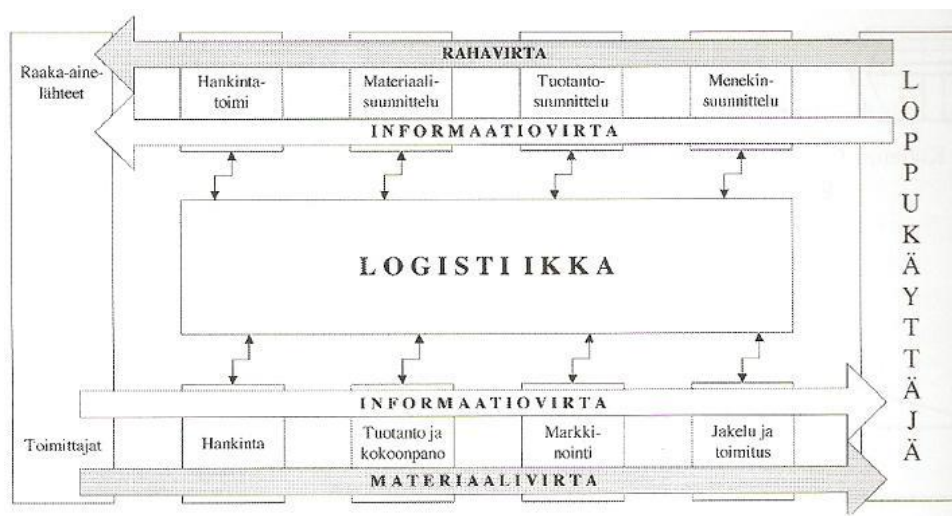 RAHAVIRTA
Raaka-aine-
lähteet
Hankinta-
toimi
Materiaali-
suunnittelu
Tuotanto-
suunnittelu
Menekin-
suunnittelu
INFORMAATIOVIRTA
LOGISTIIKKA
LOPPUKÄYTTÄJÄ
INFORMAATIOVIRTA
Toimittajat
Hankinta
Tuotanto ja
kokoonpano
Markki-
nointi
Jakelu ja
toimitus
MATERIAALIVIRTA